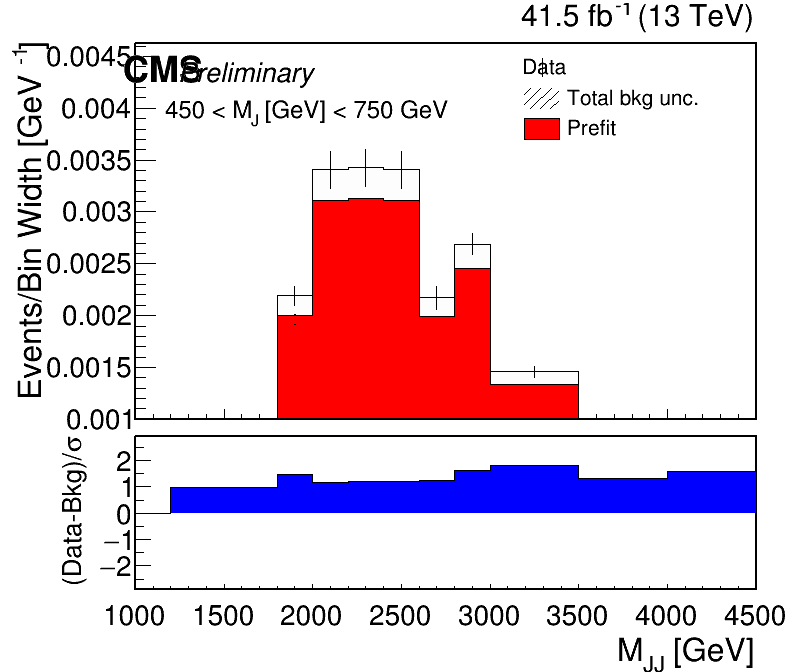 41.5 fb-1 (13 TeV)
CMS Preliminary
450 < MJ [GeV] < 750 GeV
Data
Total bkg unc.
Prefit
Events/Bin Width [GeV -1]
0.0045
0.004
0.0035
0.003
0.0025
0.002
0.0015
0.001
(Data-Bkg)/σ
2
1
0
−1
−2
1000 1500 2000 2500 3000 3500 4000 4500
MJJ [GeV]